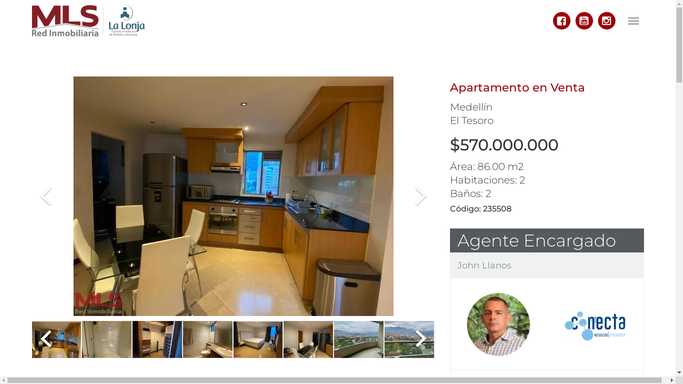 MLS
Red Inmobiliaria
La Lonja
Apartamento en Venta
Medellín
El Tesoro
$570.000.000
Área: 86.00 m2
Habitaciones: 2
Baños: 2
Código: 235508
Agente Encargado
John Llanos
MLS
Red Inmobiliaria
conecta